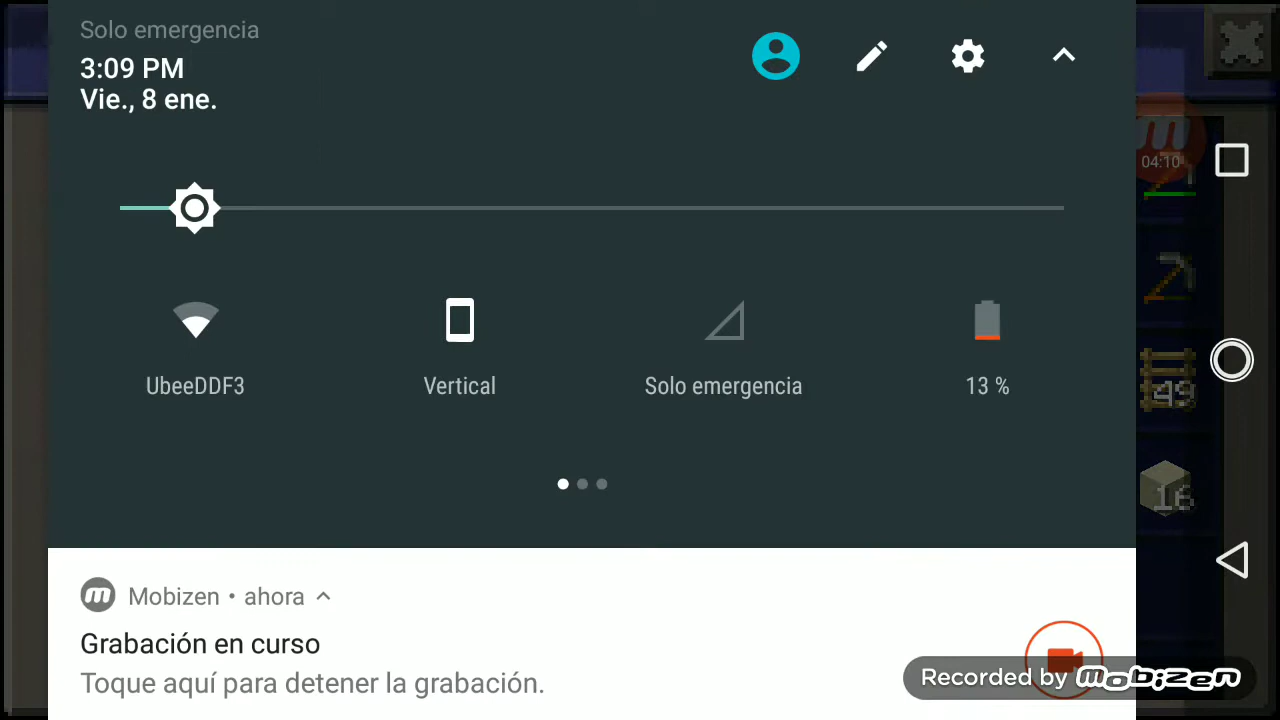 Solo emergencia
3:09 PM
Vie., 8 ene.
04:10
UbeeDDF3
Vertical
Solo emergencia
13 %
49
16
Mobizen • ahora
Grabación en curso
Toque aquí para detener la grabación.
Recorded by mobizen